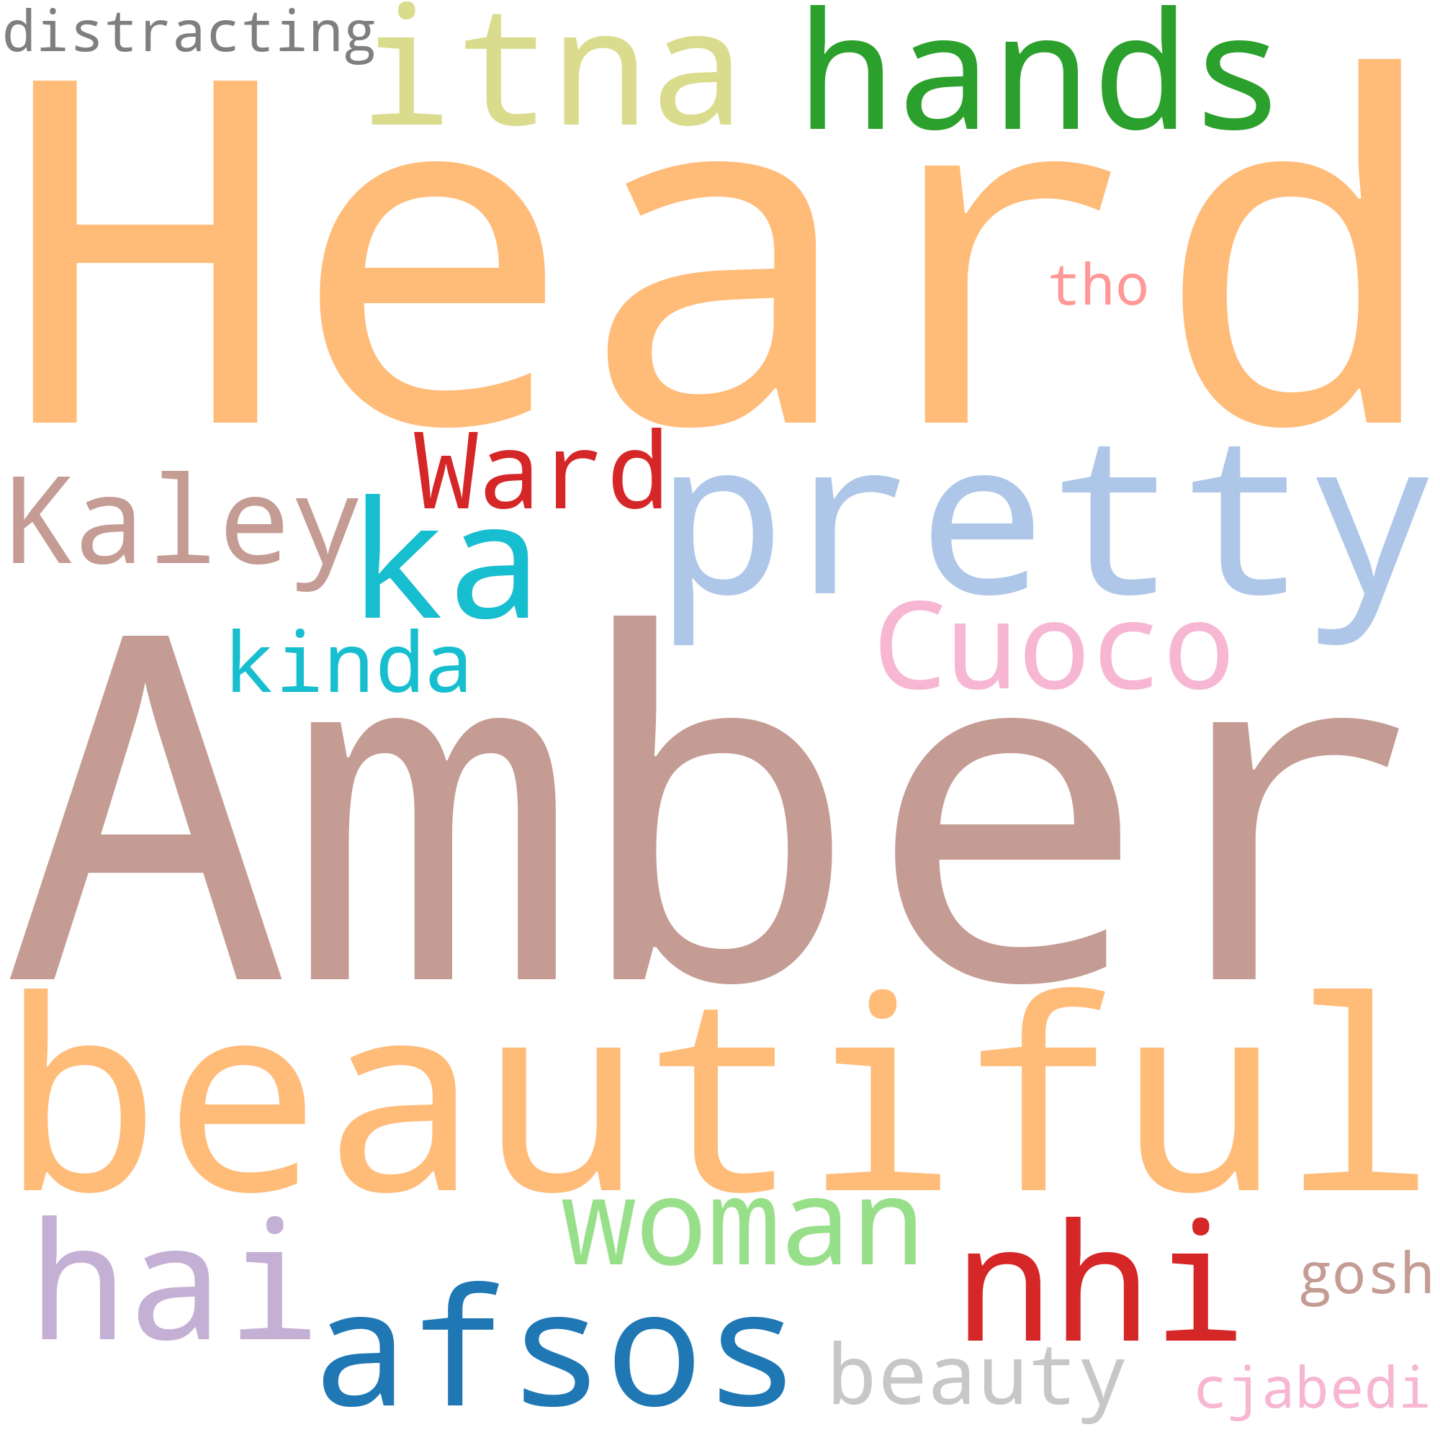 distracting
itna
hands
Heard
tho
Ward
Kaley
ka
pretty
kinda
Cuoco
Amber
beautiful
woman
hai
nhi
gosh
afsos
beauty
cjabedi